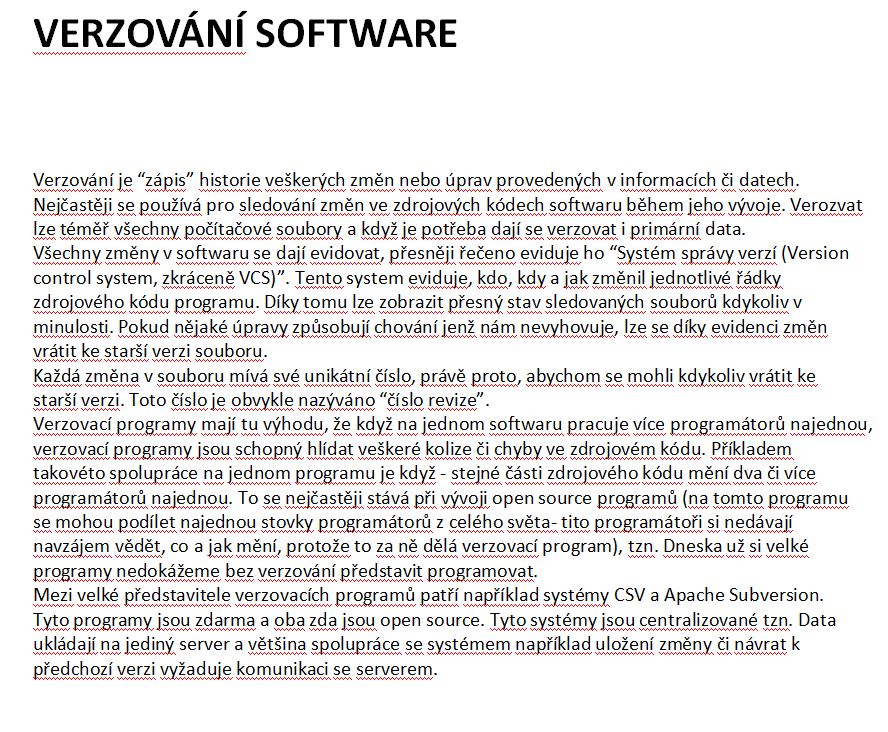 VERZOVÁNÍ SOFTWARE
Verzování je “zápis” historie veškerých změn nebo úprav provedených v informacích či datech.
Nejčastěji se používá pro sledování změn ve zdrojových kódech softwaru během jeho vývoje. Verozvat
lze téměř všechny počítačové soubory a když je potřeba dají se verzovat i primární data.
Všechny změny v softwaru se dají evidovat, přesněji řečeno eviduje ho “Systém správy verzí (Version
control system, zkráceně VCS)”. Tento system eviduje, kdo, kdy a jak změnil jednotlivé řádky
zdrojového kódu programu. Díky tomu lze zobrazit přesný stav sledovaných souborů kdykoliv v
minulosti. Pokud nějaké úpravy způsobují chování jenž nám nevyhovuje, lze se díky evidenci změn
vrátit ke starší verzi souboru.
Každá změna v souboru mívá své unikátní číslo, právě proto, abychom se mohli kdykoliv vrátit ke
starší verzi. Toto číslo je obvykle nazýváno “číslo revize”.
Verzovací programy mají tu výhodu, že když na jednom softwaru pracuje více programátorů najednou,
verzovací programy jsou schopný hlídat veškeré kolize či chyby ve zdrojovém kódu. Příkladem
takovéto spolupráce na jednom programu je když - stejné části zdrojového kódu mění dva či více
programátorů najednou. To se nejčastěji stává při vývoji open source programů (na tomto programu
se mohou podílet najednou stovky programátorů z celého světa- tito programátoři si nedávají
navzájem vědět, co a jak mění, protože to za ně dělá verzovací program), tzn. Dneska už si velké
programy nedokážeme bez verzování představit programovat.
Mezi velké představitele verzovacích programů patří například systémy CSV a Apache Subversion.
Tyto programy jsou zdarma a oba zda jsou open source. Tyto systémy jsou centralizované tzn. Data
ukládají na jediný server a většina spolupráce se systémem například uložení změny či návrat k
předchozí verzi vyžaduje komunikaci se serverem.